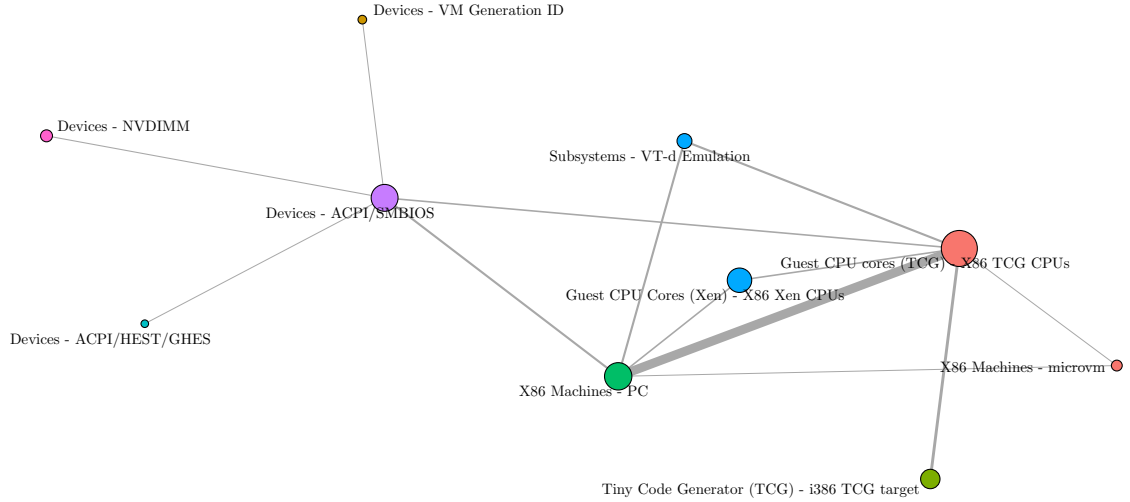 Devices - VM Generation ID
Devices - NVDIMM
Subsystems - VT-d Emulation
Devices - ACPI/SMBIOS
Guest CPU cores (TCG) - X86 TCG CPUs
Guest CPU Cores (Xen) - X86 Xen CPUs
Devices - ACPI/HEST/GHES
X86 Machines - microvm
X86 Machines - PC
Tiny Code Generator (TCG) - i386 TCG target